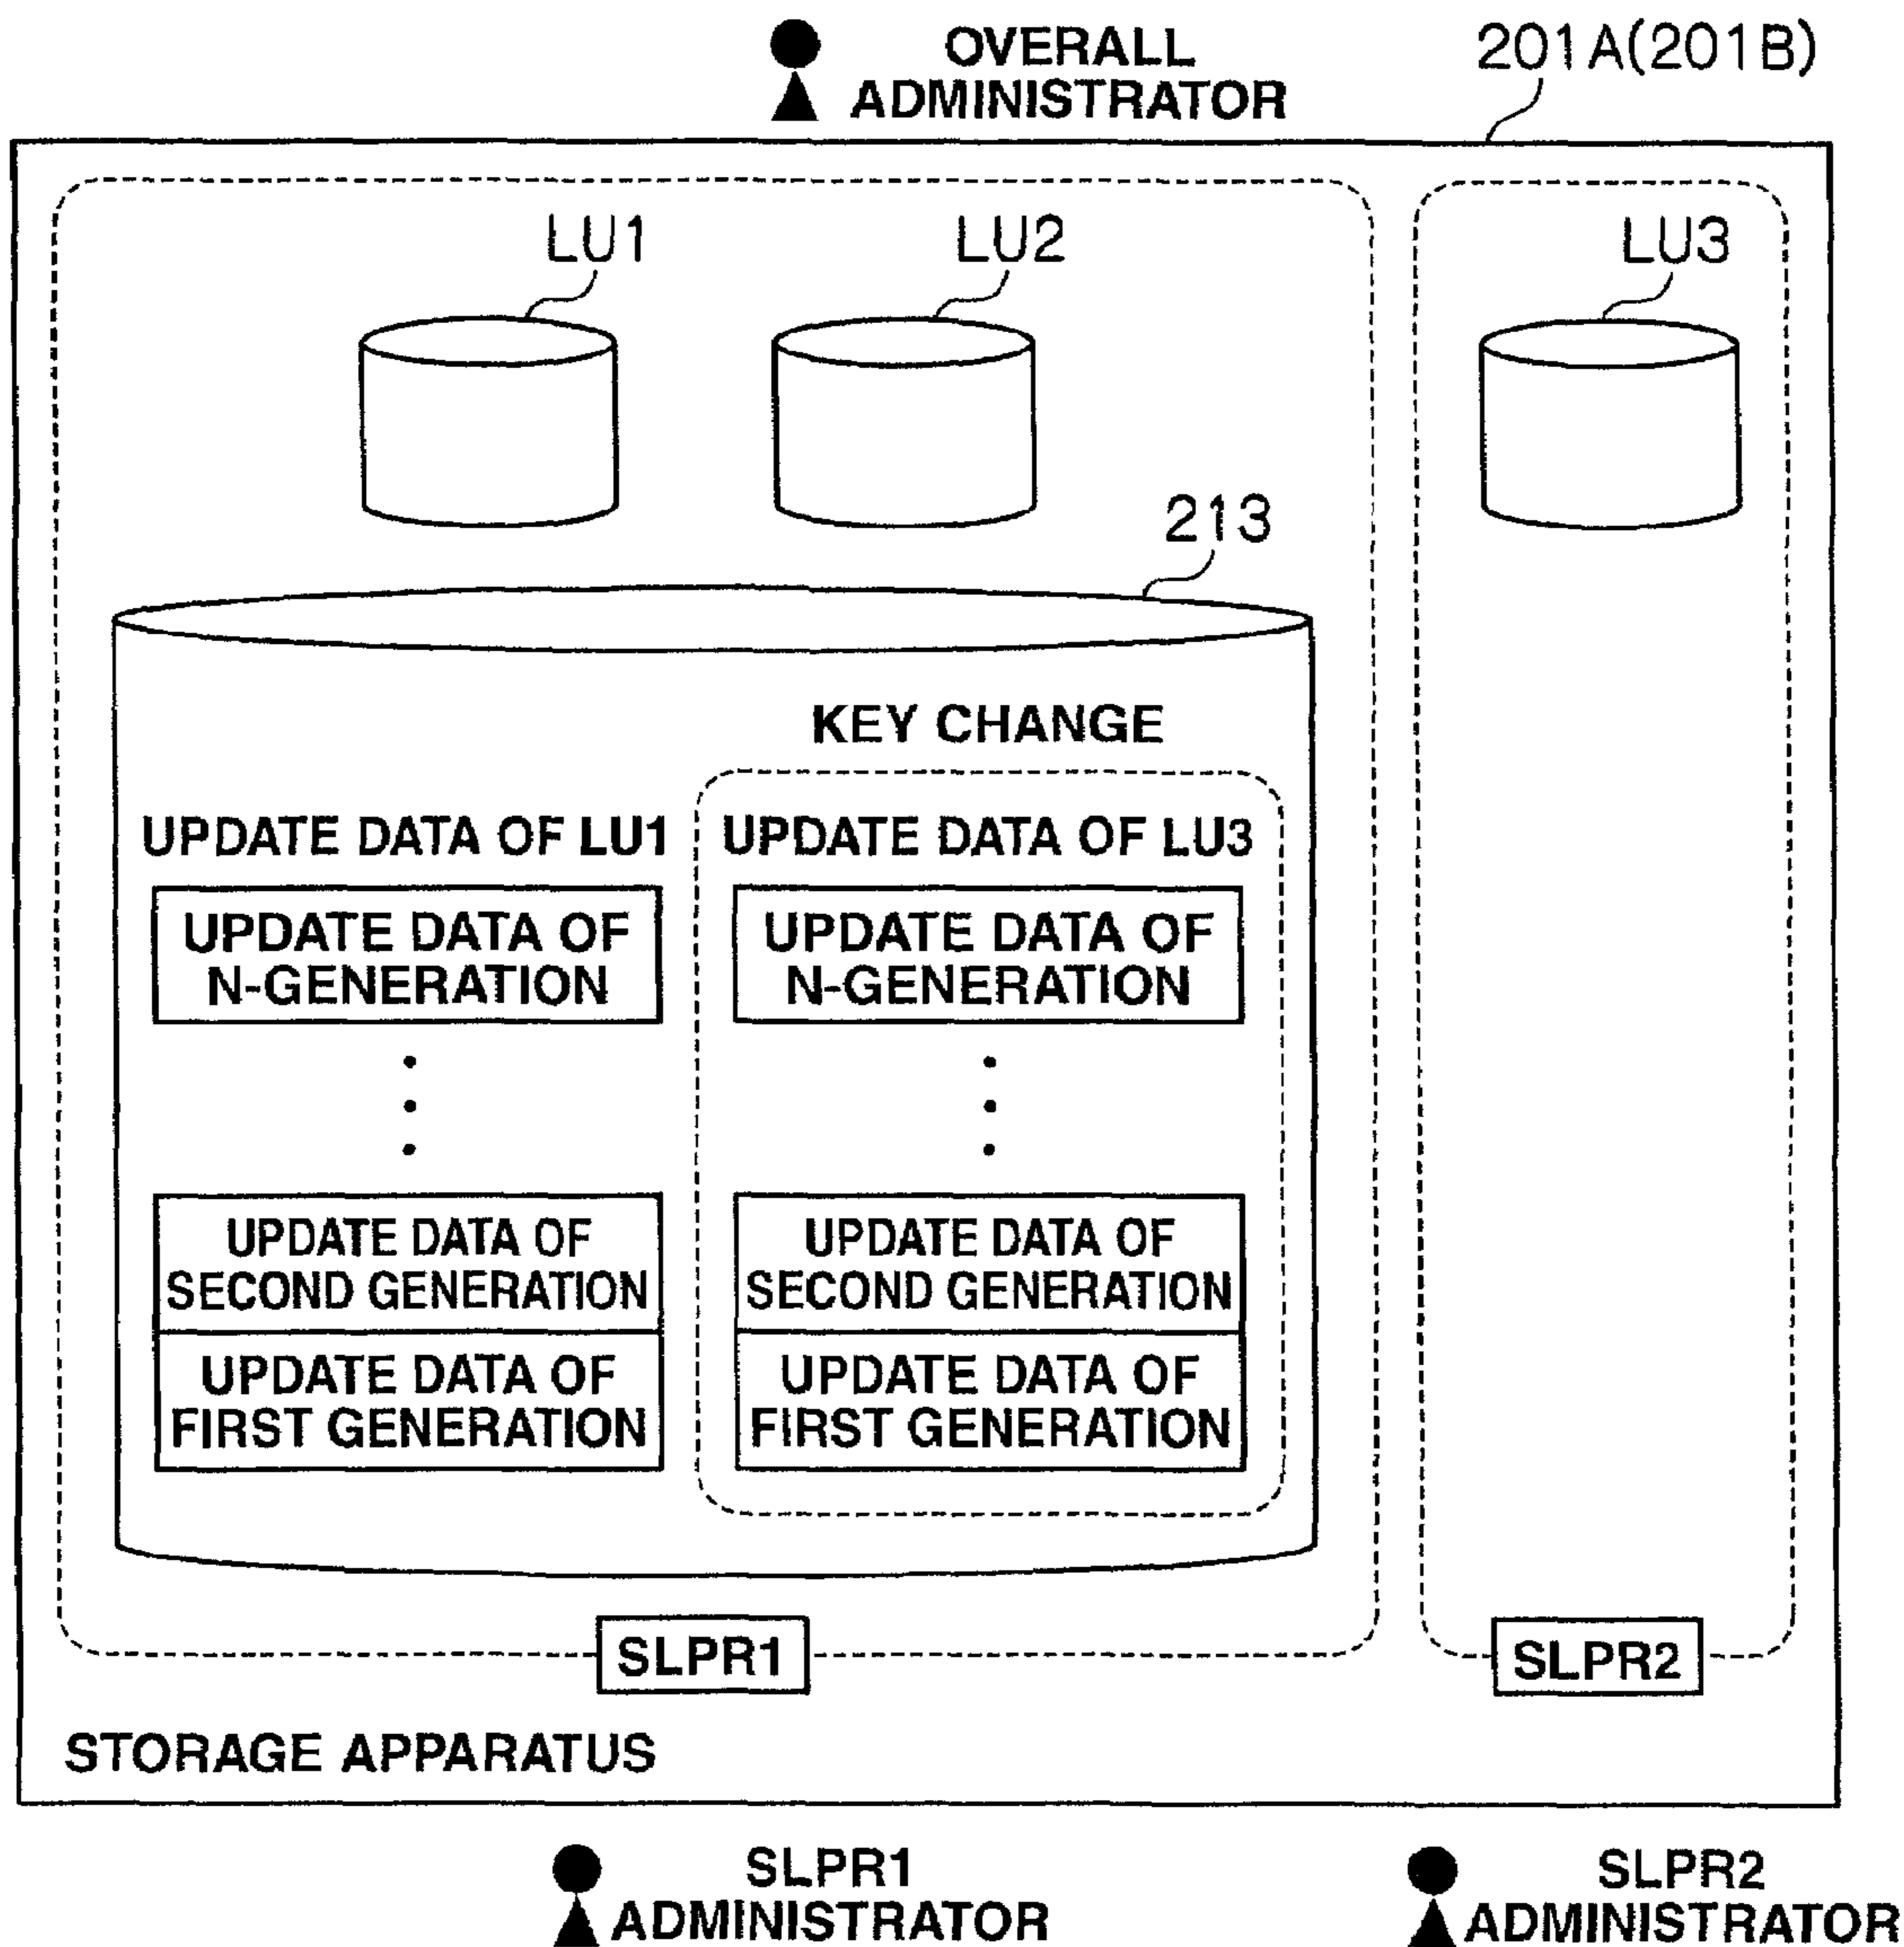 OVERALL
ADMINISTRATOR
201A(201B)
LU1
LU2
LU3
213
KEY CHANGE
UPDATE DATA OF LU1
UPDATE DATA OF
N-GENERATION
UPDATE DATA OF
SECOND GENERATION
UPDATE DATA OF
FIRST GENERATION
UPDATE DATA OF LU3
UPDATE DATA OF
N-GENERATION
UPDATE DATA OF
SECOND GENERATION
UPDATE DATA OF
FIRST GENERATION
SLPR1
SLPR2
STORAGE APPARATUS
SLPR1
ADMINISTRATOR
SLPR2
ADMINISTRATOR